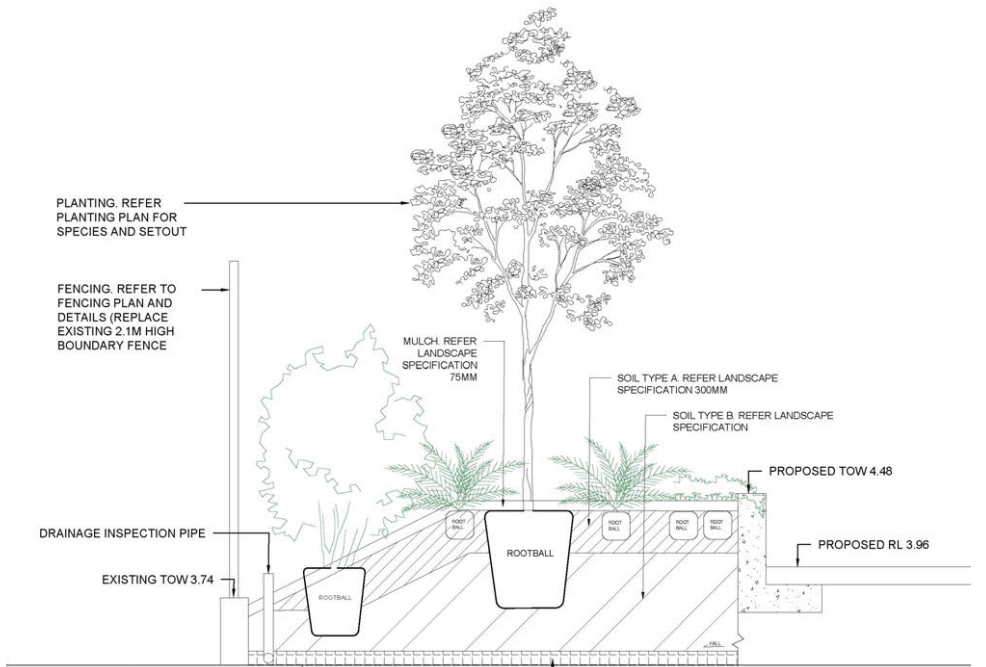 PLANTING. REFER
PLANTING PLAN FOR
SPECIES AND SETOUT
FENCING. REFER TO
FENCING PLAN AND
DETAILS (REPLACE
EXISTING 2.1M HIGH
BOUNDARY FENCE
MULCH. REFER
LANDSCAPE
SPECIFICATION
75MM
SOIL TYPE A. REFER LANDSCAPE
SPECIFICATION 300MM
SOIL TYPE B. REFER LANDSCAPE
SPECIFICATION
PROPOSED TOW 4.48
DRAINAGE INSPECTION PIPE
PROPOSED RL 3.96
EXISTING TOW 3.74
ROOT
BALL
ROOTBALL
ROOT
BALL
ROOT
BALL
ROOT
BALL
ROOTBALL
FALL